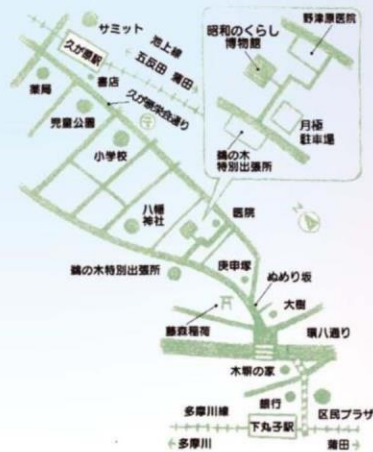 サミット
池上線
五反田 蒲田
久が原駅
書店
薬局
久が原栄会通り
児童公園
小学校
八幡
神社
医院
鵜の木特別出張所
庚申塚
ぬめり坂
大樹
藤森稲荷
環八通り
木塀の家
銀行
区民プラザ
多摩川線
下丸子駅
多摩川
蒲田
野津原医院
昭和のくらし
博物館
月極
駐車場
鵜の木
特別出張所
N